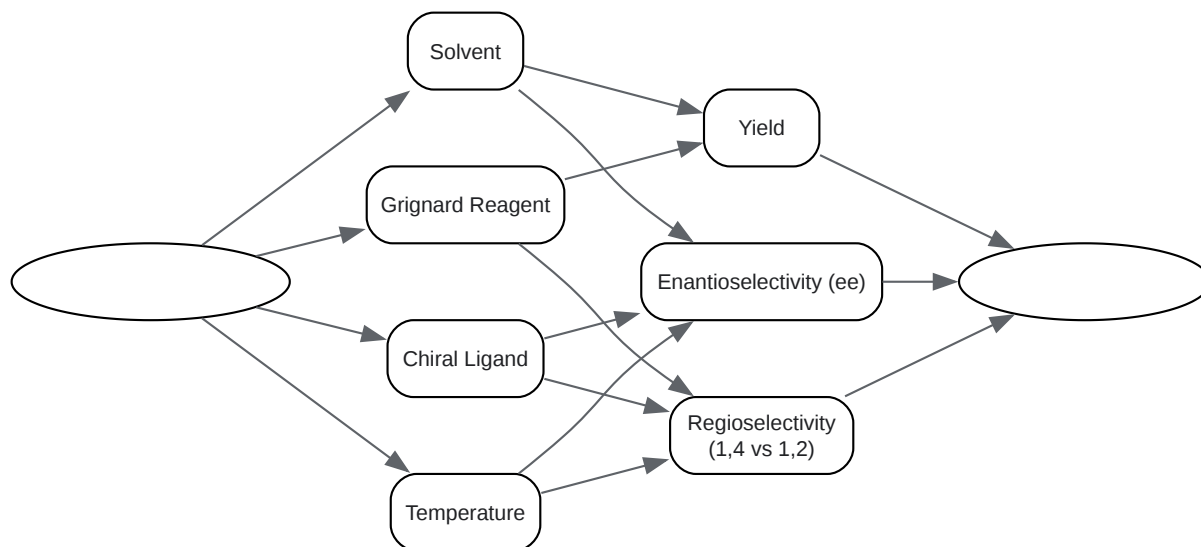 Solvent
Yield
Grignard Reagent
Enantioselectivity (ee)
Chiral Ligand
Regioselectivity
(1,4 vs 1,2)
Temperature